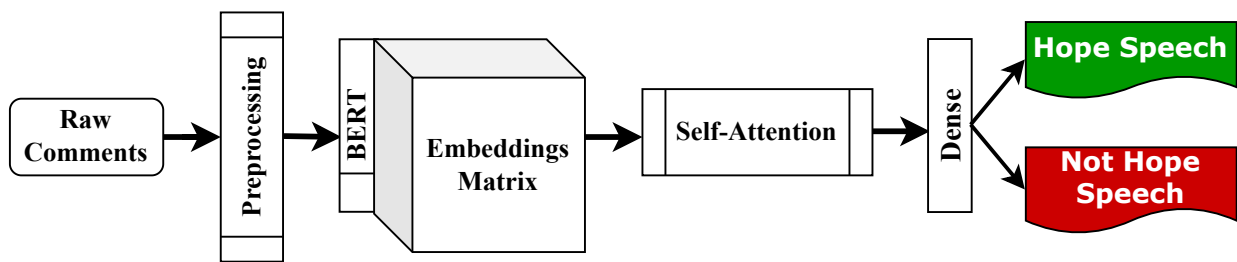 Raw
Comments
Preprocessing
BERT
Embeddings
Matrix
Self-Attention
Dense
Hope Speech
Not Hope
Speech